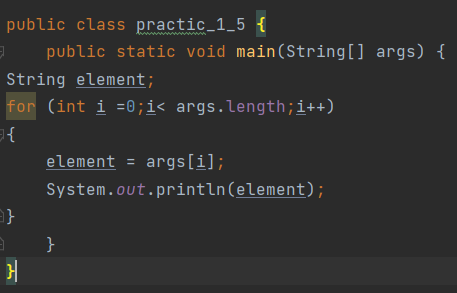 public class practic_1_5 {
    public static void main(String[] args) {
String element;
for (int i =0;i< args.length;i++)
{
    element = args[i];
    System.out.println(element);
}
    }
}